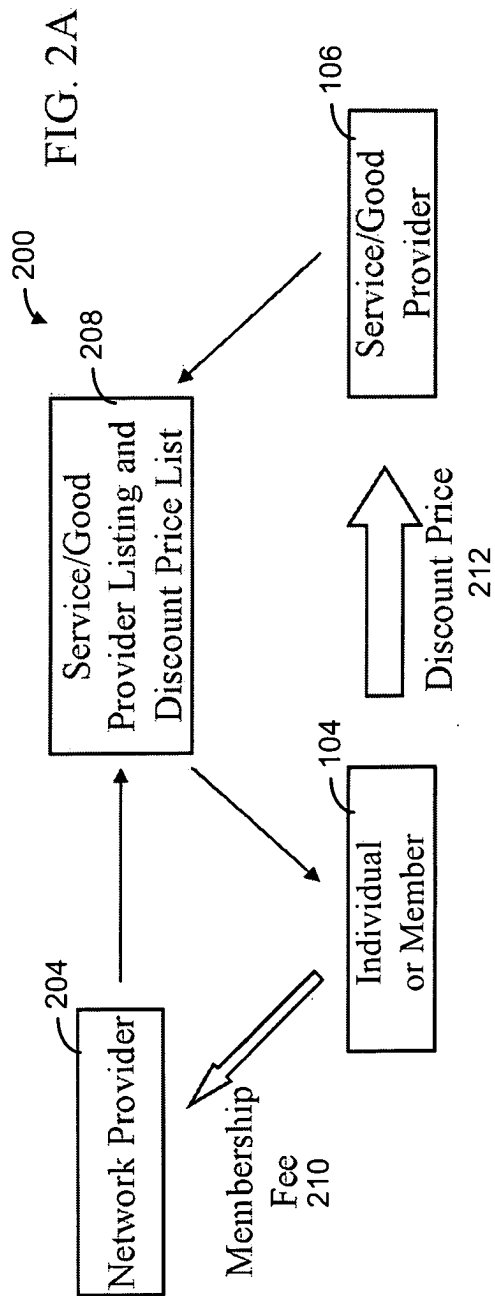 FIG. 2A
200
204
Network Provider
208
Service/Good
Provider Listing and
Discount Price List
Membership
Fee
210
104
Individual
or Member
Discount Price
212
106
Service/Good
Provider